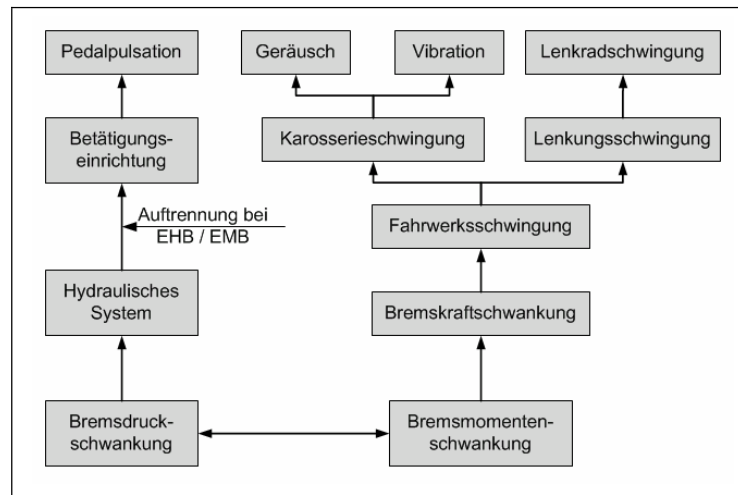 Pedalpulsation
Geräusch
Vibration
Lenkradschwingung
Betätigungs-
einrichtung
Karosserieschwingung
Lenkungsschwingung
Auftrennung bei
EHB / EMB
Fahrwerksschwingung
Hydraulisches
System
Bremskraftschwankung
Bremsdruck-
schwankung
Bremsmomenten-
schwankung